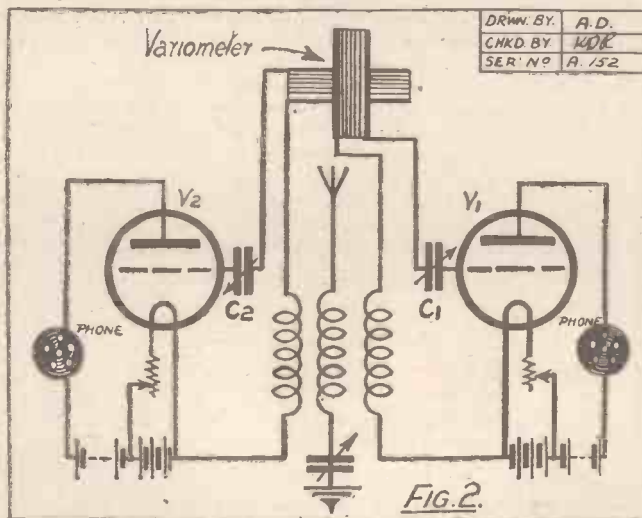 DRWN. BY. A.D.
CHKD. BY KDR
SER. Nº A. 152
Variometer
V2
V1
C2
C1
PHONE
PHONE
FIG. 2.